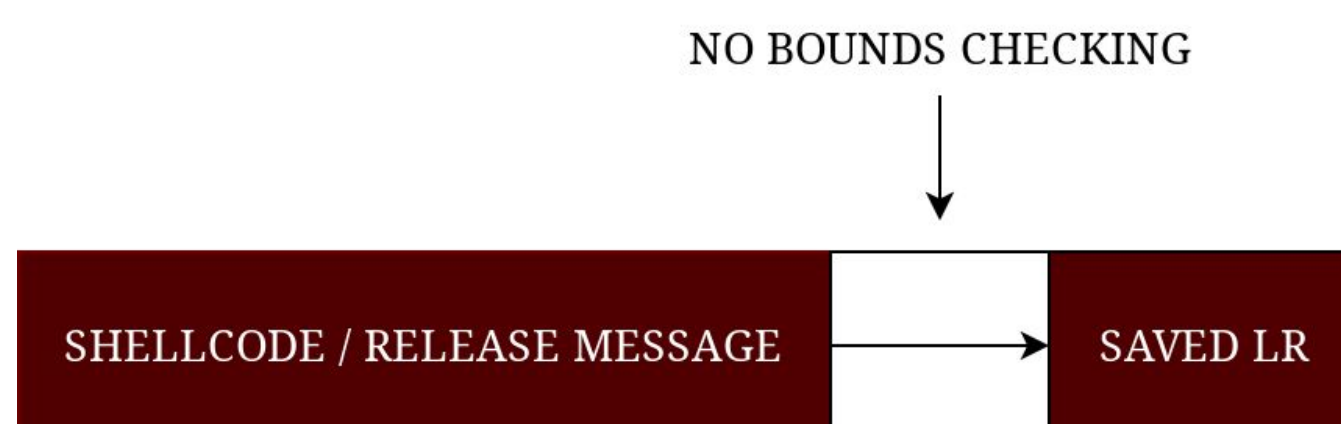 NO BOUNDS CHECKING
SHELLCODE / RELEASE MESSAGE
SAVED LR